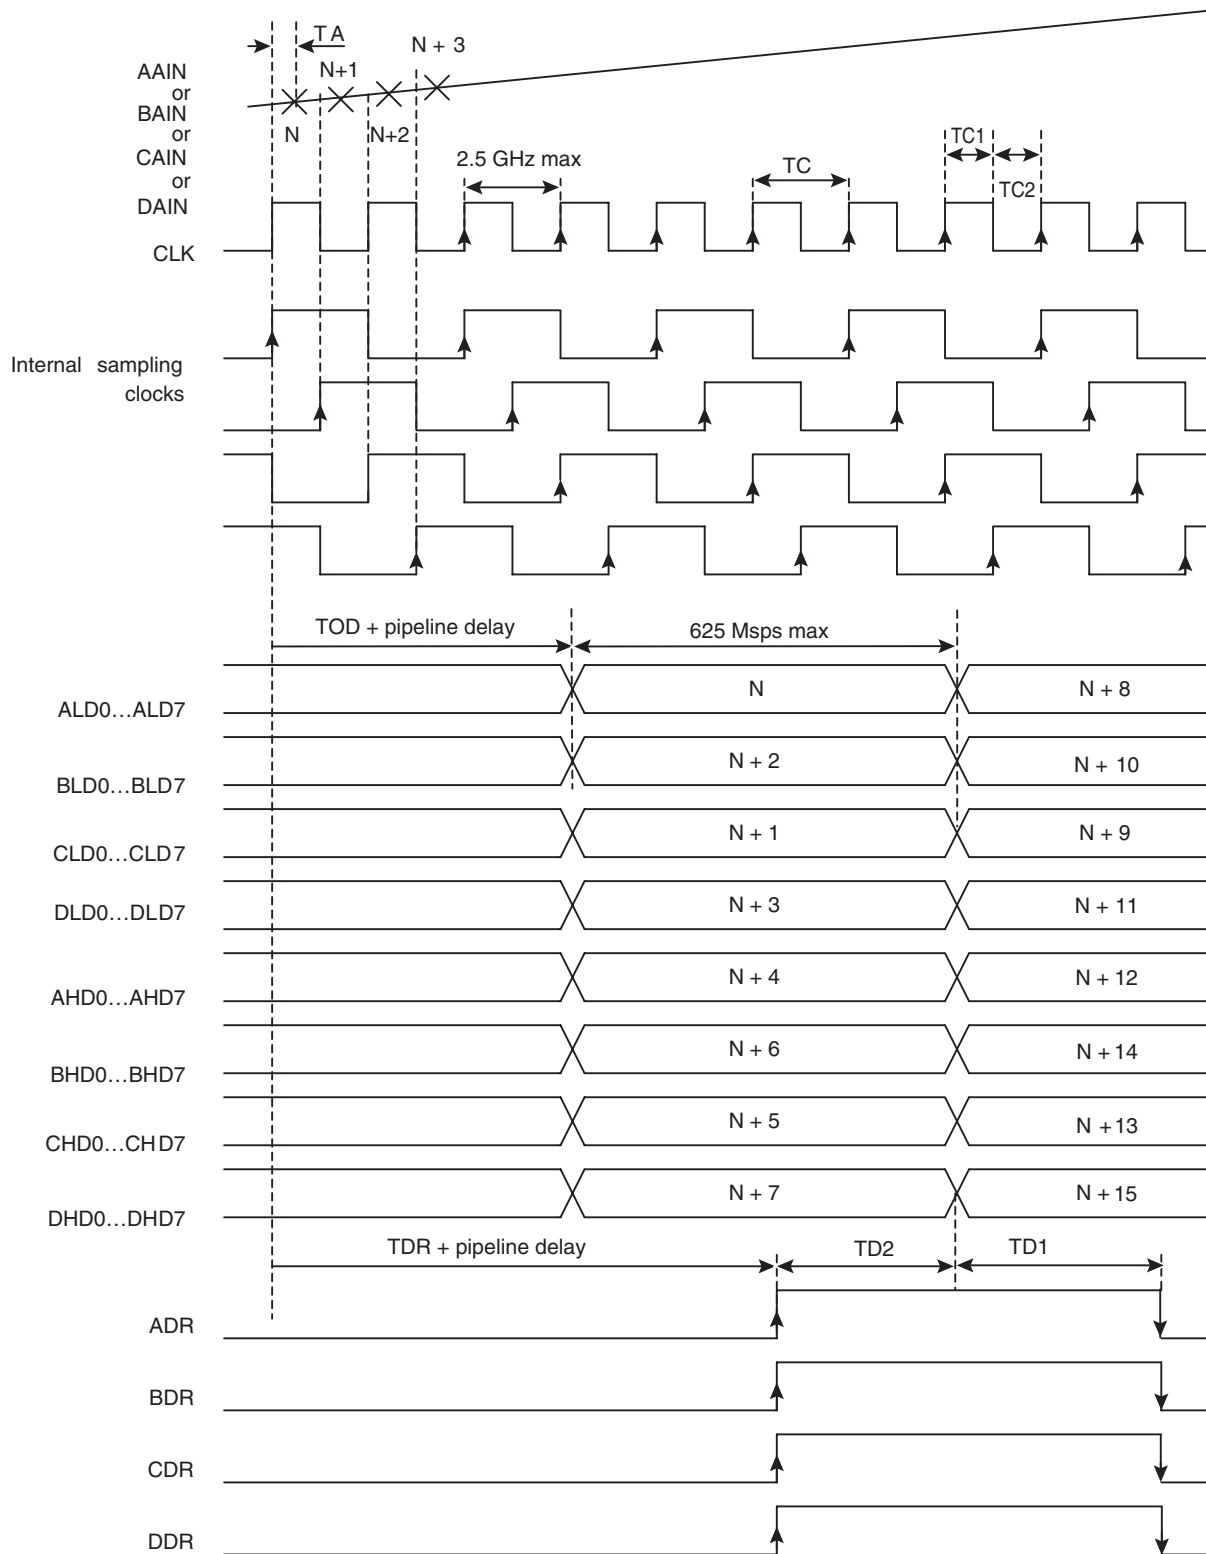 TA
N + 3
AAIN
or
BAIN
or
CAIN
or
DAIN
N+1
N
N+2
2.5 GHz max
TC
TC1
TC2
CLK
Internal sampling
clocks
TOD + pipeline delay
625 Msps max
ALD0...ALD7
N
N + 8
BLD0...BLD7
N + 2
N + 10
CLD0...CLD7
N + 1
N + 9
DLD0...DLD7
N + 3
N + 11
AHD0...AHD7
N + 4
N + 12
BHD0...BHD7
N + 6
N + 14
CHD0...CHD7
N + 5
N + 13
DHD0...DHD7
N + 7
N + 15
TDR + pipeline delay
TD2
TD1
ADR
BDR
CDR
DDR